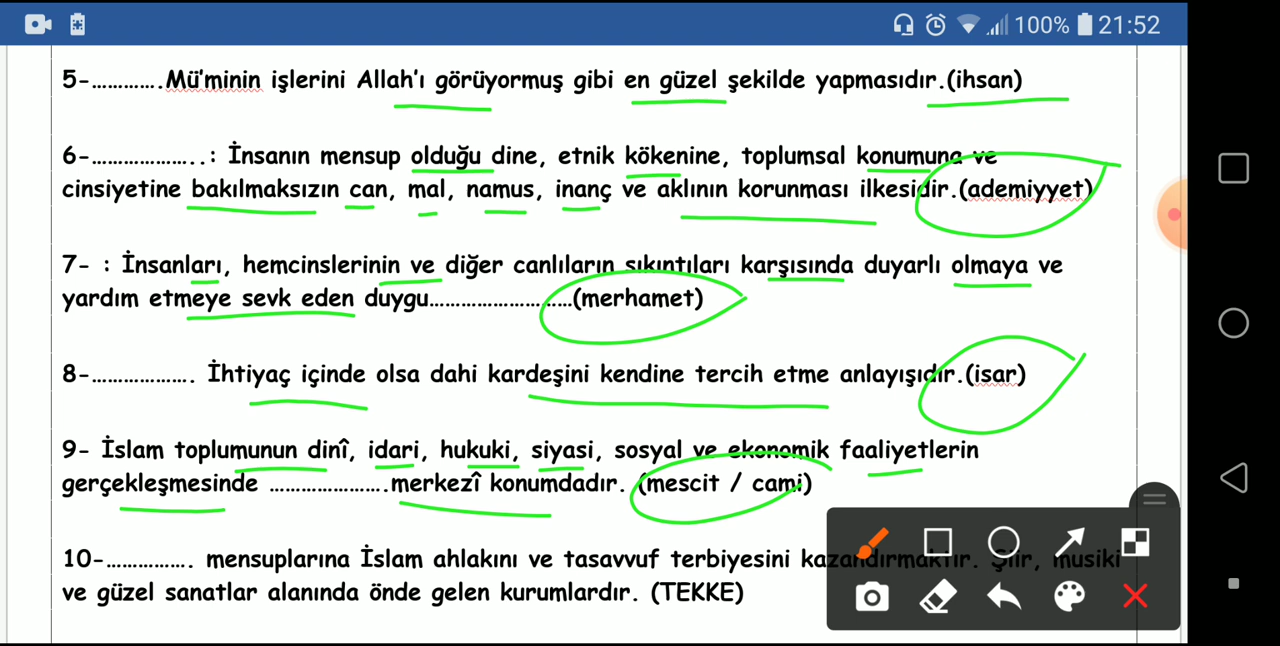 100% 21:52
5-………….Mü'minin işlerini Allah'ı görüyormuş gibi en güzel şekilde yapmasıdır.(ihsan)
6-………………..: İnsanın mensup olduğu dine, etnik kökenine, toplumsal konumuna ve
cinsiyetine bakılmaksızın can, mal, namus, inanç ve aklının korunması ilkesidir.(ademiyyet)
7- : İnsanları, hemcinslerinin ve diğer canlıların sıkıntıları karşısında duyarlı olmaya ve
yardım etmeye sevk eden duygu………………………(merhamet)
8-………………. İhtiyaç içinde olsa dahi kardeşini kendine tercih etme anlayışıdır.(isar)
9- İslam toplumunun dinî, idari, hukuki, siyasi, sosyal ve ekonomik faaliyetlerin
gerçekleşmesinde ………………….merkezî konumdadır. (mescit / cami)
10-……………. mensuplarına İslam ahlakını ve tasavvuf terbiyesini kazandırmaktır. Şiir, musiki
ve güzel sanatlar alanında önde gelen kurumlardır. (TEKKE)